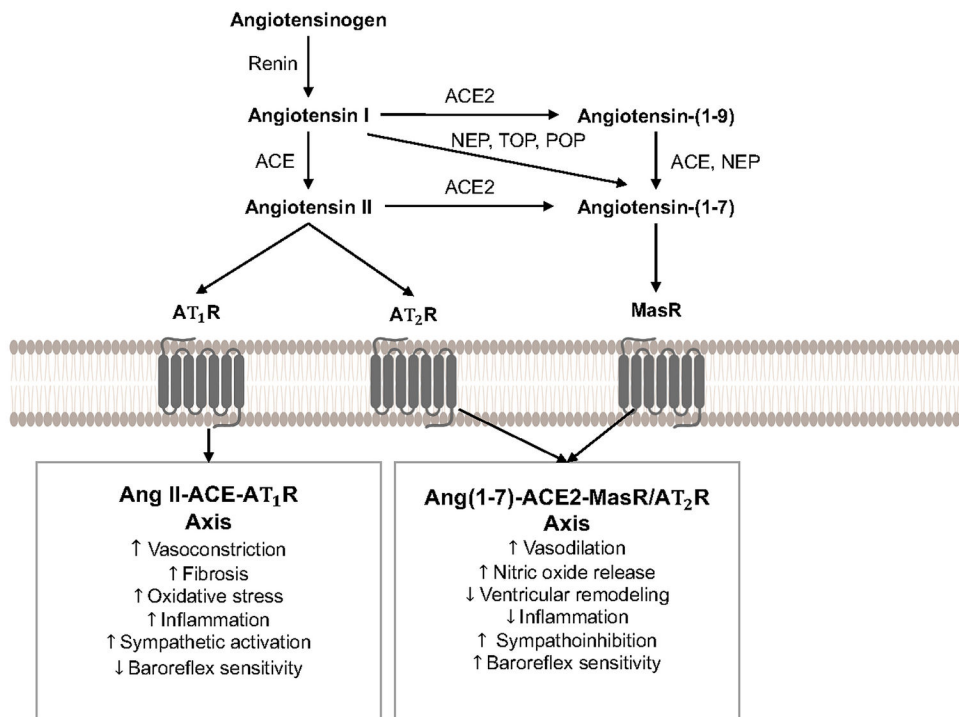 Angiotensinogen
Renin
Angiotensin I
ACE2
Angiotensin-(1-9)
NEP, TOP, POP
ACE
ACE, NEP
Angiotensin II
ACE2
Angiotensin-(1-7)
AT₁R
AT₂R
MasR
Ang II-ACE-AT₁R
Axis
↑ Vasoconstriction
↑ Fibrosis
↑ Oxidative stress
↑ Inflammation
↑ Sympathetic activation
↓ Baroreflex sensitivity
Ang(1-7)-ACE2-MasR/AT₂R
Axis
↑ Vasodilation
↑ Nitric oxide release
↓ Ventricular remodeling
↓ Inflammation
↑ Sympathoinhibition
↑ Baroreflex sensitivity